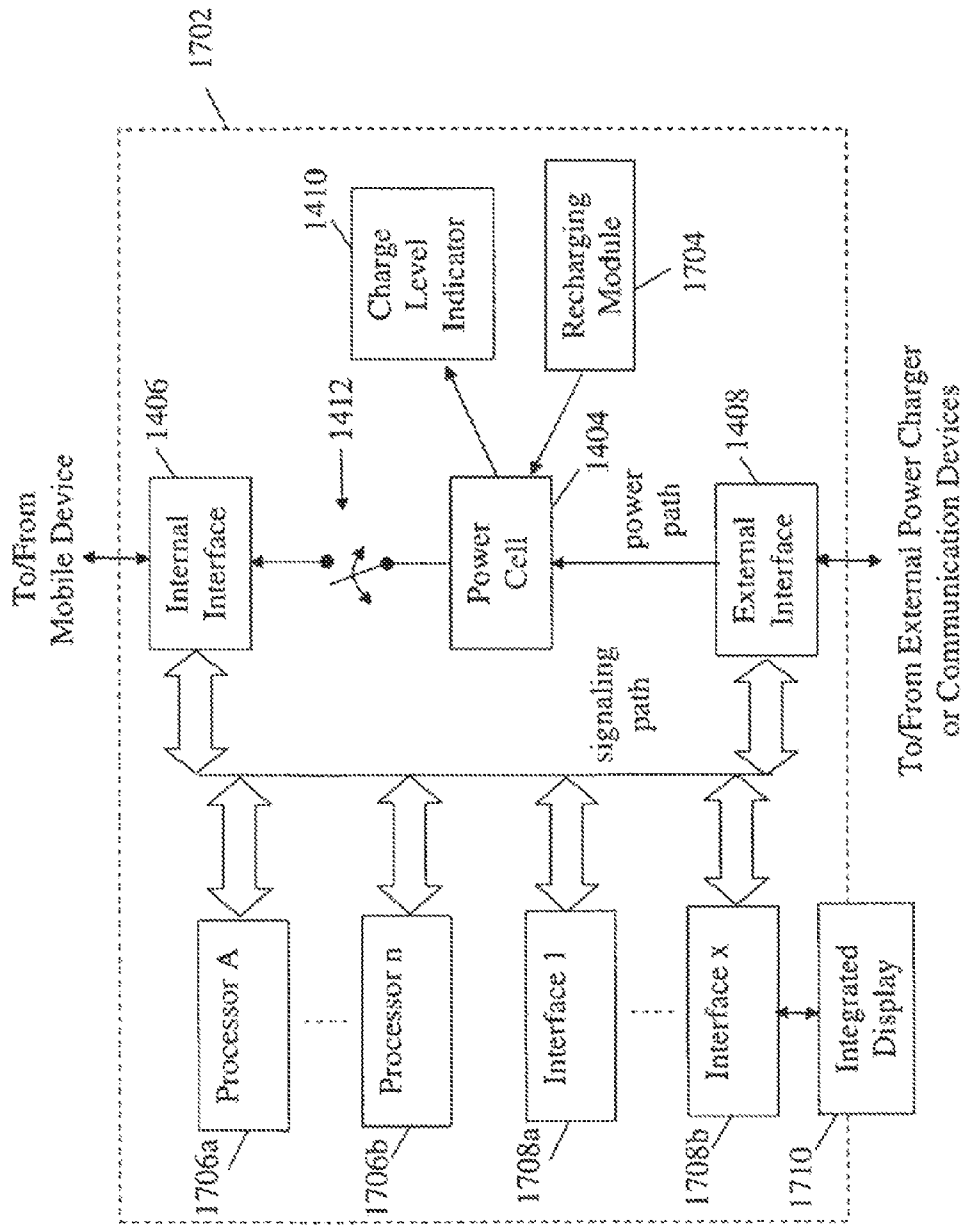 To/From
Mobile Device
1702
1406
Internal
Interface
1412
1410
Charge
Level
Indicator
Power
Cell
1404
Recharging
Module
1704
power
path
1408
External
Interface
To/From External Power Charger
or Communication Devices
signaling
path
1706a
Processor A
1706b
Processor n
1708a
Interface 1
1708b
Interface x
1710
Integrated
Display